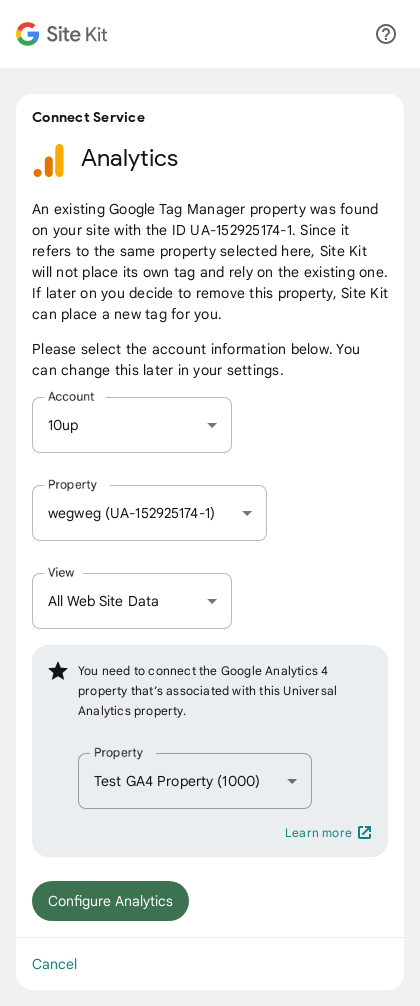 Site Kit
Connect Service
Analytics
An existing Google Tag Manager property was found
on your site with the ID UA-152925174-1. Since it
refers to the same property selected here, Site Kit
will not place its own tag and rely on the existing one.
If later on you decide to remove this property, Site Kit
can place a new tag for you.
Please select the account information below. You
can change this later in your settings.
Account
10up
Property
wegweg (UA-152925174-1)
View
All Web Site Data
You need to connect the Google Analytics 4
property that’s associated with this Universal
Analytics property.
Property
Test GA4 Property (1000)
Learn more
Configure Analytics
Cancel